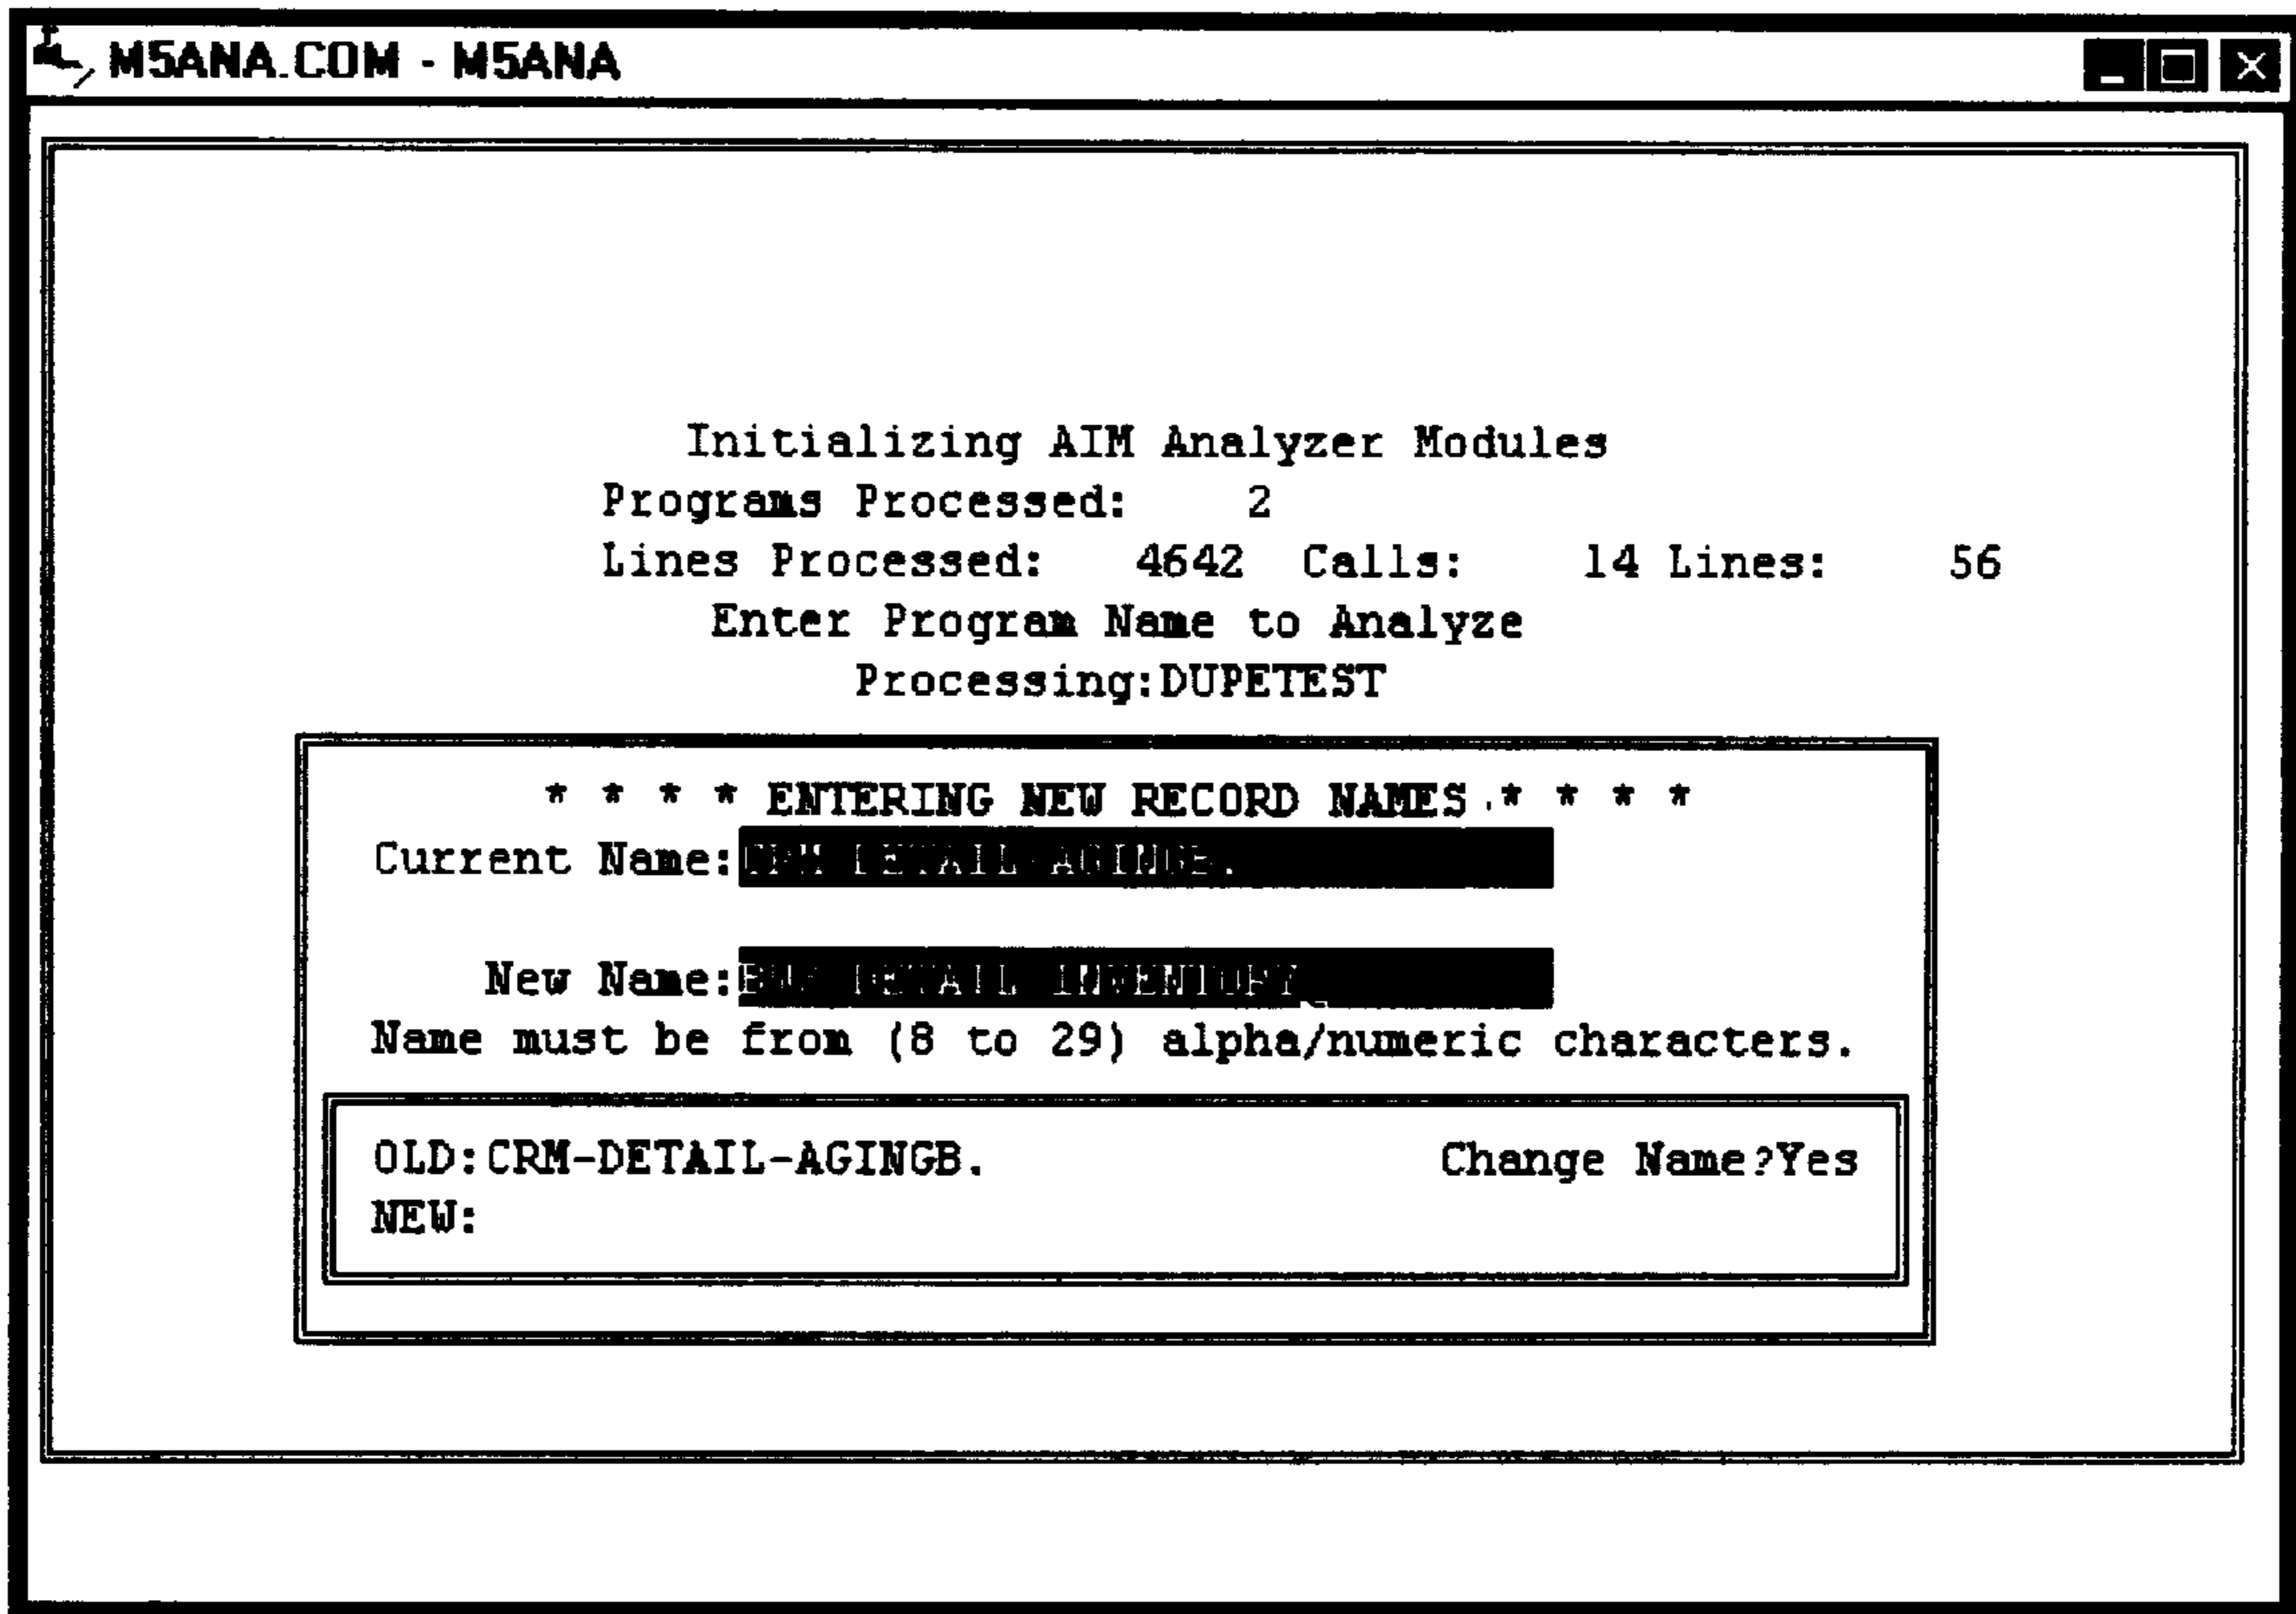 M5ANA.COM - M5ANA
Initializing AIM Analyzer Modules
Programs Processed: 2
Lines Processed: 4642 Calls: 14 Lines: 56
Enter Program Name to Analyze
Processing:DUPETEST
* * * * ENTERING NEW RECORD NAMES * * * *
Current Name:
New Name:
Name must be from (8 to 29) alpha/numeric characters.
OLD:CRM-DETAIL-AGINGB. Change Name?Yes
NEW: